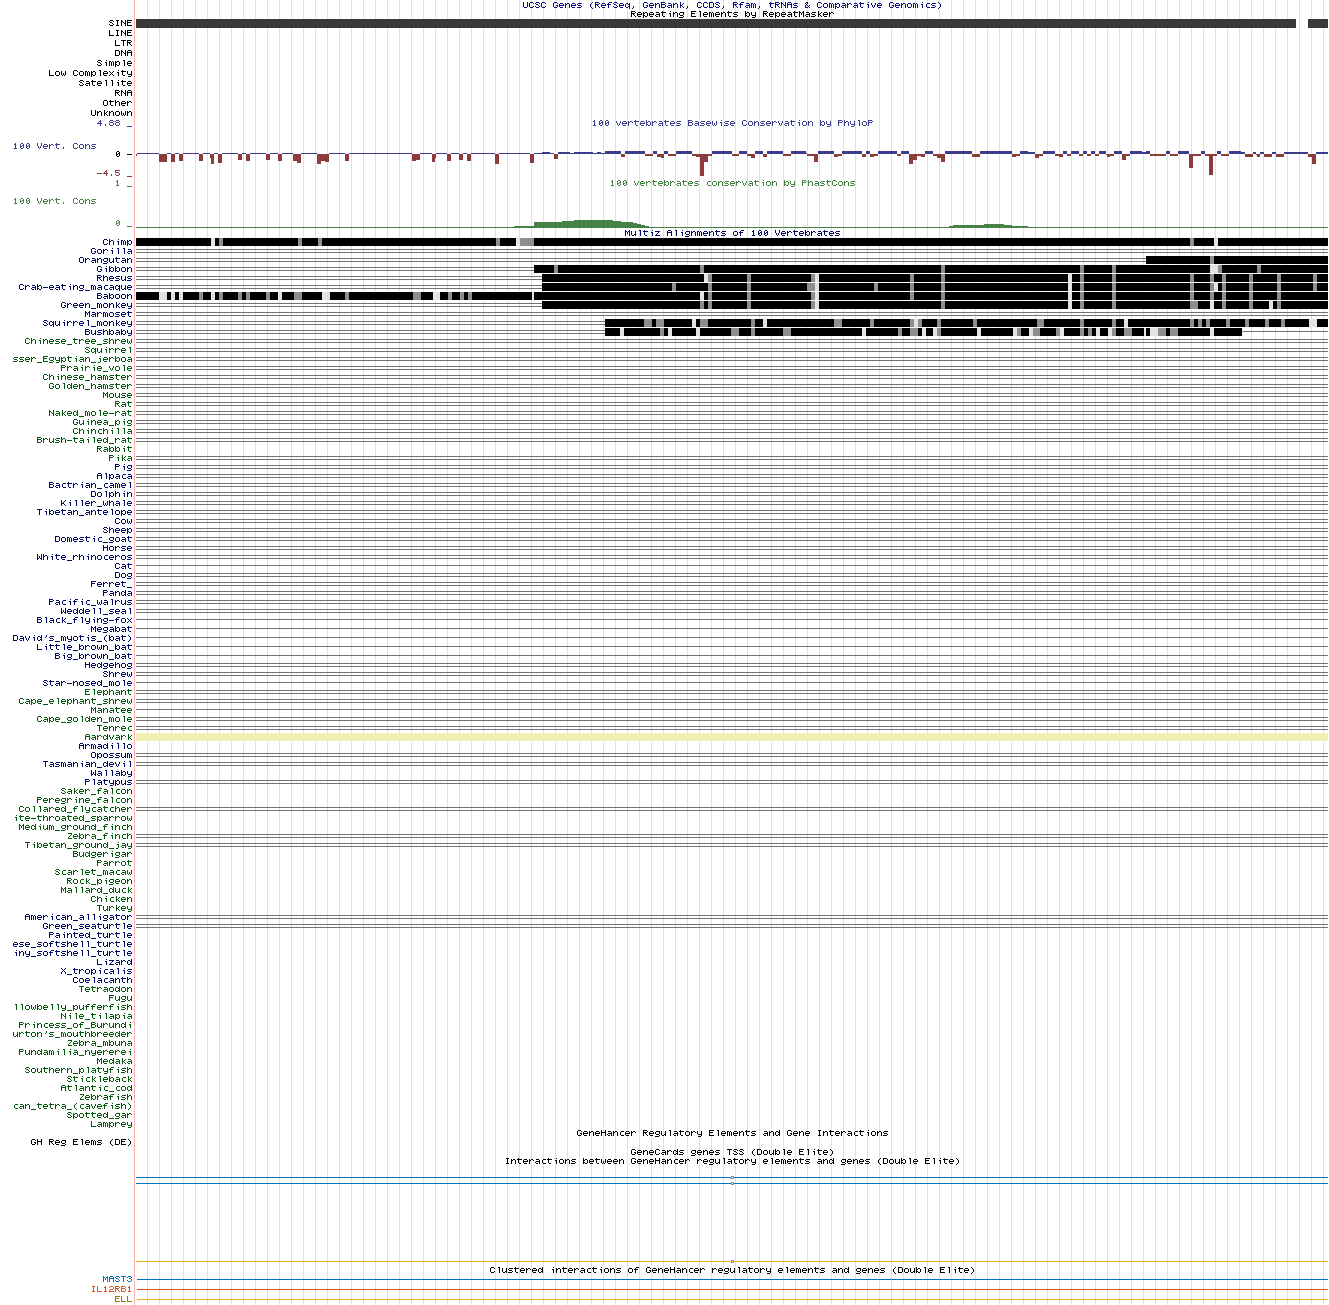 UCSC Genes (RefSeq, GenBank, CCDS, Rfam, tRNAs & Comparative Genomics)
Repeating Elements by RepeatMasker
SINE
LINE
LTR
DNA
Simple
Low Complexity
Satellite
RNA
Other
Unknown
4.88 _
100 vertebrates Basewise Conservation by PhyloP
100 Vert. Cons
0 _
-4.5 _
100 vertebrates conservation by PhastCons
1 _
100 Vert. Cons
0 _
Multiz Alignments of 100 Vertebrates
Chimp
Gorilla
Orangutan
Gibbon
Rhesus
Crab-eating_macaque
Baboon
Green_monkey
Marmoset
Squirrel_monkey
Bushbaby
Chinese_tree_shrew
Squirrel
sser_Egyptian_jerboa
Prairie_vole
Chinese_hamster
Golden_hamster
Mouse
Rat
Naked_mole-rat
Guinea_pig
Chinchilla
Brush-tailed_rat
Rabbit
Pika
Pig
Alpaca
Bactrian_camel
Dolphin
Killer_whale
Tibetan_antelope
Cow
Sheep
Domestic_goat
Horse
White_rhinoceros
Cat
Dog
Ferret_
Panda
Pacific_walrus
Weddell_seal
Black_flying-fox
Megabat
David's_myotis_(bat)
Little_brown_bat
Big_brown_bat
Hedgehog
Shrew
Star-nosed_mole
Elephant
Cape_elephant_shrew
Manatee
Cape_golden_mole
Tenrec
Aardvark
Armadillo
Opossum
Tasmanian_devil
Wallaby
Platypus
Saker_falcon
Peregrine_falcon
Collared_flycatcher
ite-throated_sparrow
Medium_ground_finch
Zebra_finch
Tibetan_ground_jay
Budgerigar
Parrot
Scarlet_macaw
Rock_pigeon
Mallard_duck
Chicken
Turkey
American_alligator
Green_seaturtle
Painted_turtle
ese_softshell_turtle
iny_softshell_turtle
Lizard
X_tropicalis
Coelacanth
Tetraodon
Fugu
llowbelly_pufferfish
Nile_tilapia
Princess_of_Burundi
urton's_mouthbreeder
Zebra_mbuna
Pundamilia_nyererei
Medaka
Southern_platyfish
Stickleback
Atlantic_cod
Zebrafish
can_tetra_(cavefish)
Spotted_gar
Lamprey
GeneHancer Regulatory Elements and Gene Interactions
GH Reg Elems (DE)
GeneCards genes TSS (Double Elite)
Interactions between GeneHancer regulatory elements and genes (Double Elite)
Clustered interactions of GeneHancer regulatory elements and genes (Double Elite)
MAST3
IL12RB1
ELL